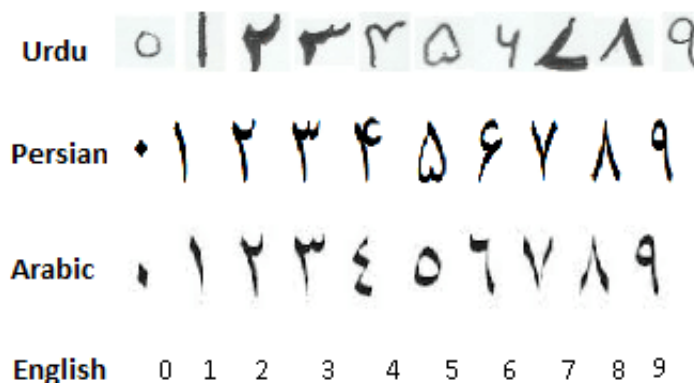 Urdu ۰ ۱ ۲ ۳ ۴ ۵ ۶ ۷ ۸ ۹
Persian ۰ ۱ ۲ ۳ ۴ ۵ ۶ ۷ ۸ ۹
Arabic ٠ ١ ٢ ٣ ٤ ٥ ٦ ٧ ٨ ٩
English 0 1 2 3 4 5 6 7 8 9